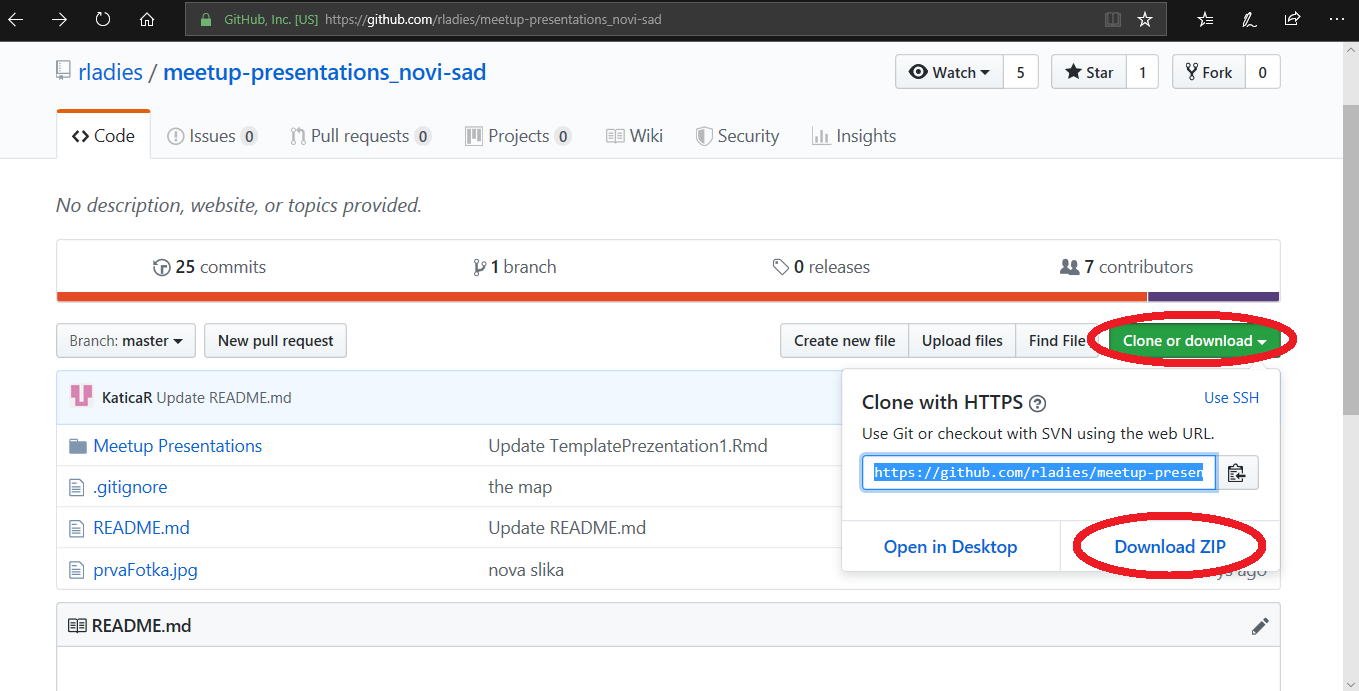 GitHub, Inc. [US] https://github.com/rladies/meetup-presentations_novi-sad
rladies / meetup-presentations_novi-sad
Watch 5 Star 1 Fork 0
Code Issues 0 Pull requests 0 Projects 0 Wiki Security Insights
No description, website, or topics provided.
25 commits 1 branch 0 releases 7 contributors
Branch: master New pull request Create new file Upload files Find File Clone or download
KaticaR Update README.md
Clone with HTTPS Use SSH
Use Git or checkout with SVN using the web URL.
Meetup Presentations Update TemplatePrezentation1.Rmd
https://github.com/rladies/meetup-presen
.gitignore the map
README.md Update README.md
Open in Desktop Download ZIP
prvaFotka.jpg nova slika ago
README.md